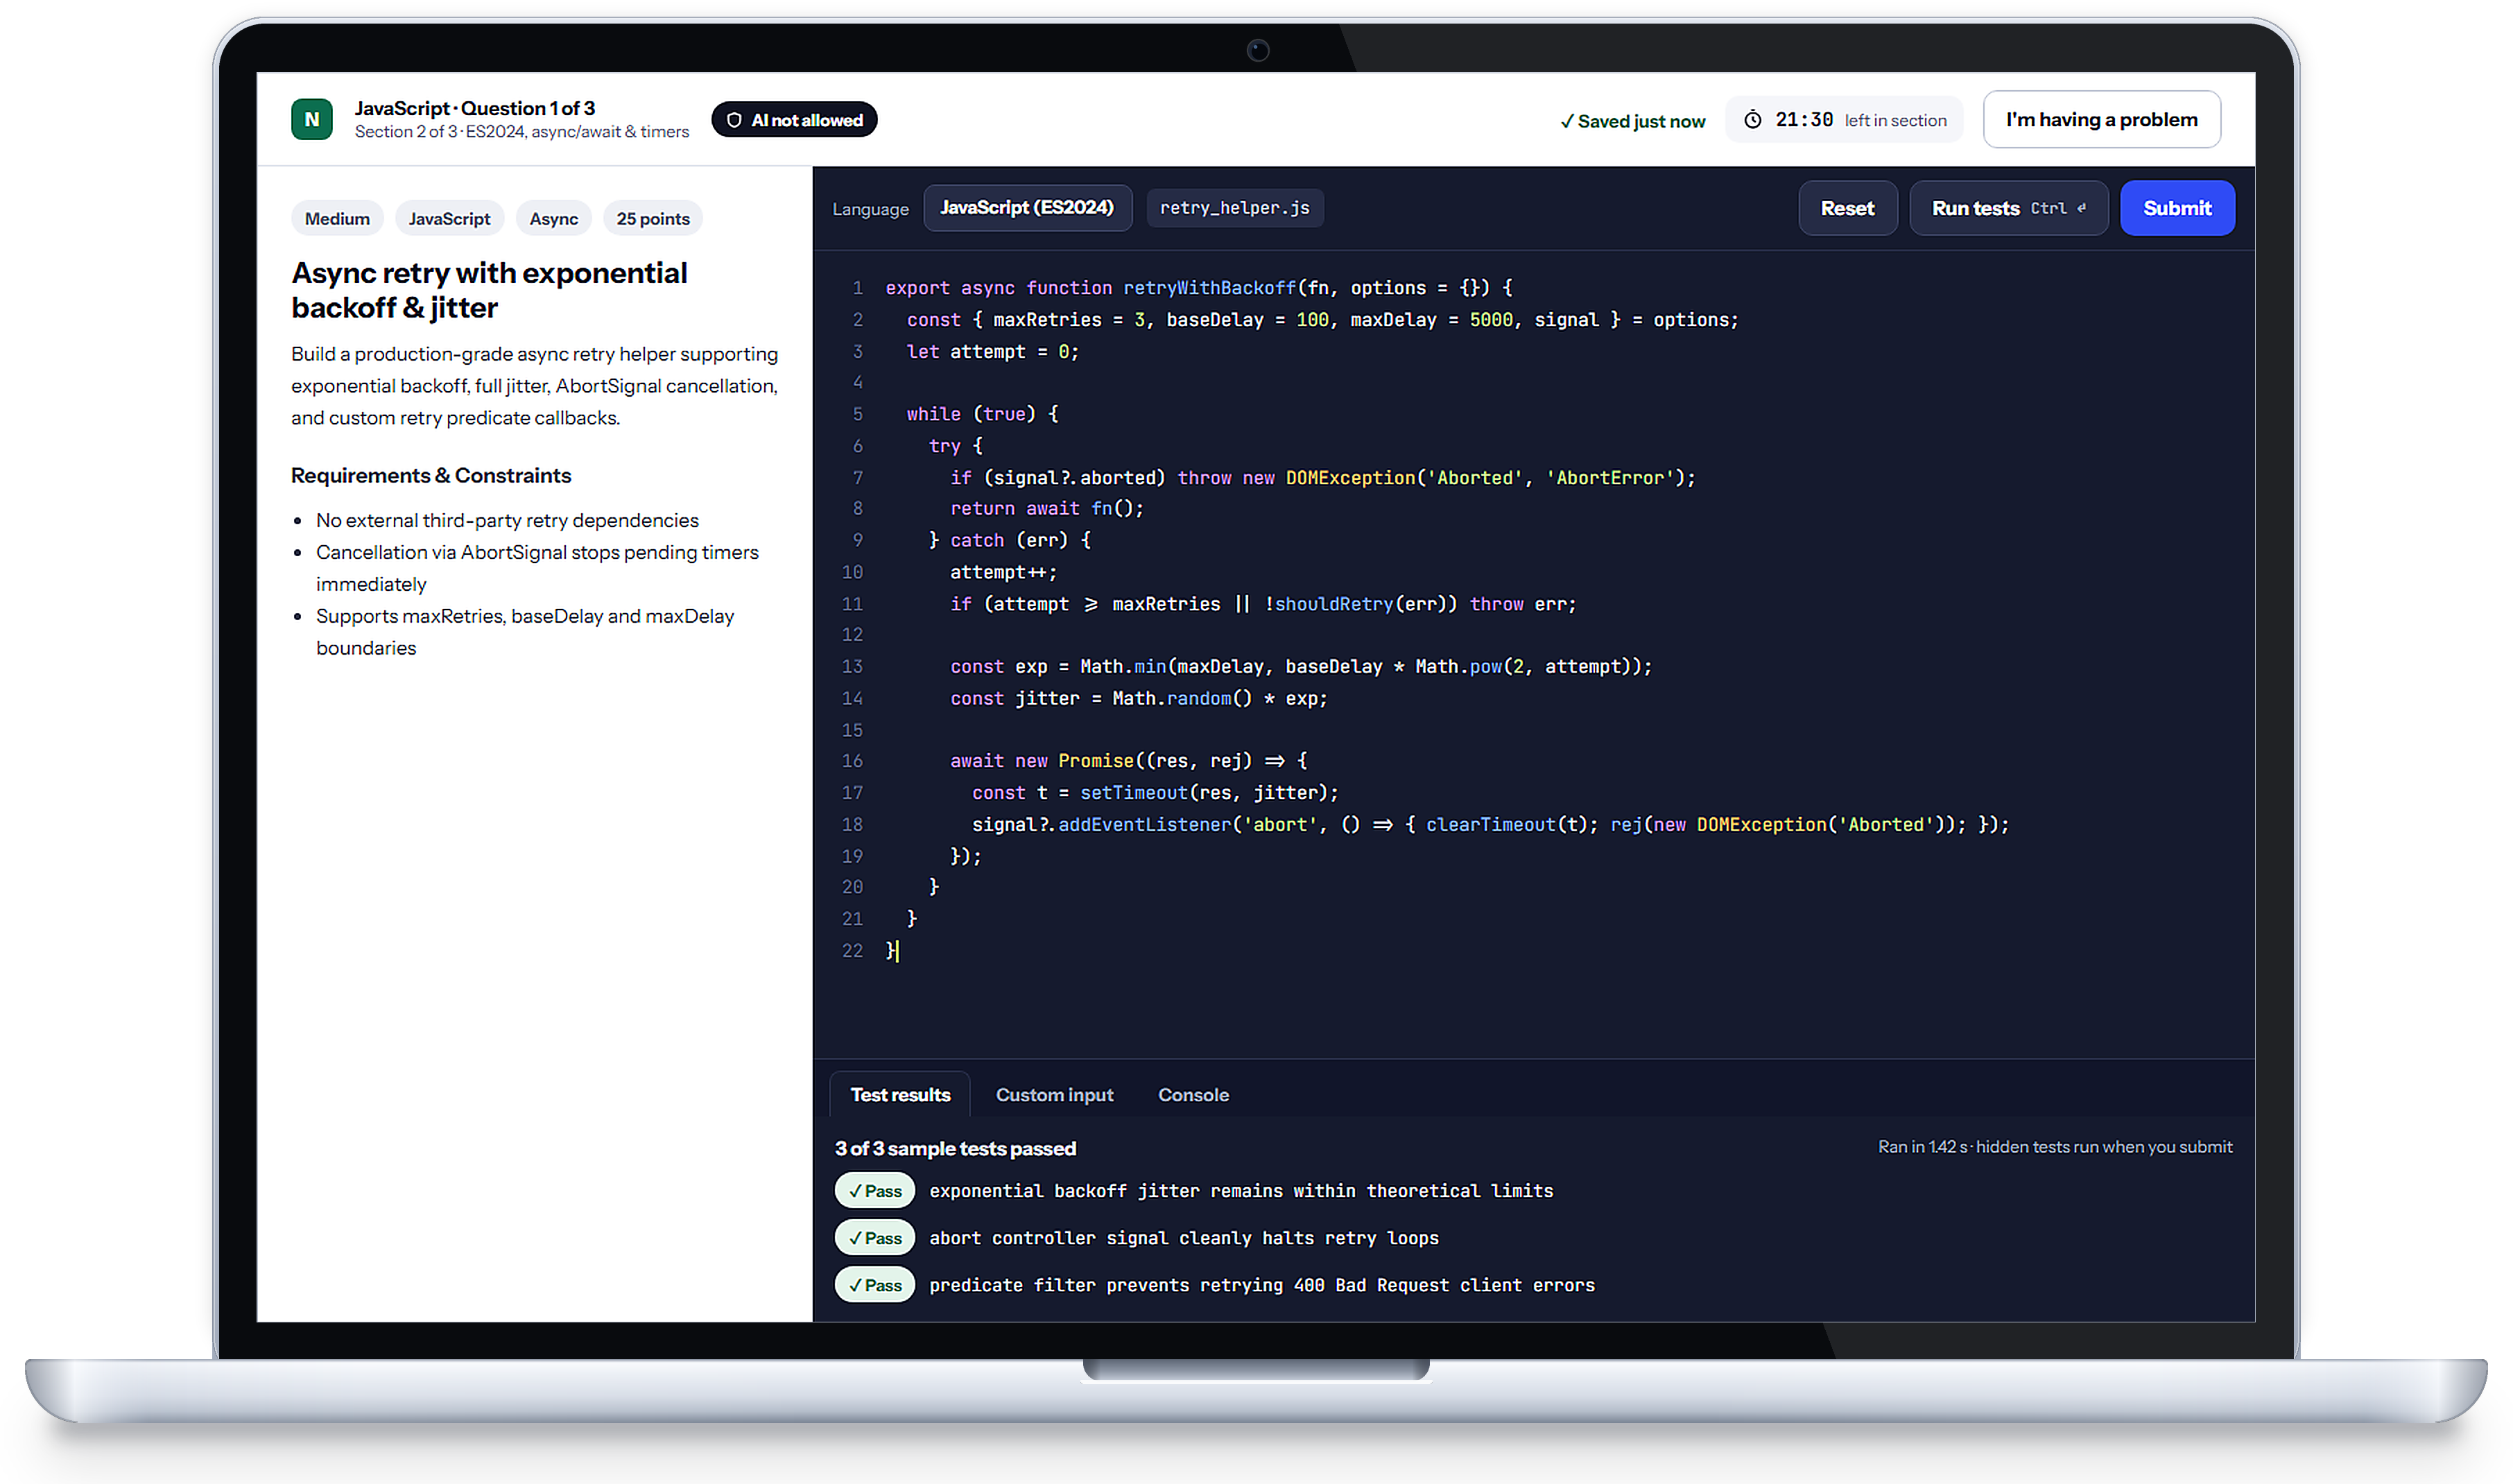 N
JavaScript · Question 1 of 3
Section 2 of 3 · ES2024, async/await & timers
AI not allowed
✓ Saved just now
21:30 left in section
I'm having a problem
Medium
JavaScript
Async
25 points
Async retry with exponential
backoff & jitter
Build a production-grade async retry helper supporting
exponential backoff, full jitter, AbortSignal cancellation,
and custom retry predicate callbacks.
Requirements & Constraints
• No external third-party retry dependencies
• Cancellation via AbortSignal stops pending timers
immediately
• Supports maxRetries, baseDelay and maxDelay
boundaries
Language
JavaScript (ES2024)
retry_helper.js
Reset
Run tests Ctrl ⏎
Submit
1 export async function retryWithBackoff(fn, options = {}) {
2   const { maxRetries = 3, baseDelay = 100, maxDelay = 5000, signal } = options;
3   let attempt = 0;
4
5   while (true) {
6     try {
7       if (signal?.aborted) throw new DOMException('Aborted', 'AbortError');
8       return await fn();
9     } catch (err) {
10       attempt++;
11       if (attempt >= maxRetries || !shouldRetry(err)) throw err;
12
13       const exp = Math.min(maxDelay, baseDelay * Math.pow(2, attempt));
14       const jitter = Math.random() * exp;
15
16       await new Promise((res, rej) => {
17         const t = setTimeout(res, jitter);
18         signal?.addEventListener('abort', () => { clearTimeout(t); rej(new DOMException('Aborted')); });
19       });
20     }
21   }
22 }
Test results
Custom input
Console
3 of 3 sample tests passed
Ran in 1.42 s · hidden tests run when you submit
✓ Pass exponential backoff jitter remains within theoretical limits
✓ Pass abort controller signal cleanly halts retry loops
✓ Pass predicate filter prevents retrying 400 Bad Request client errors